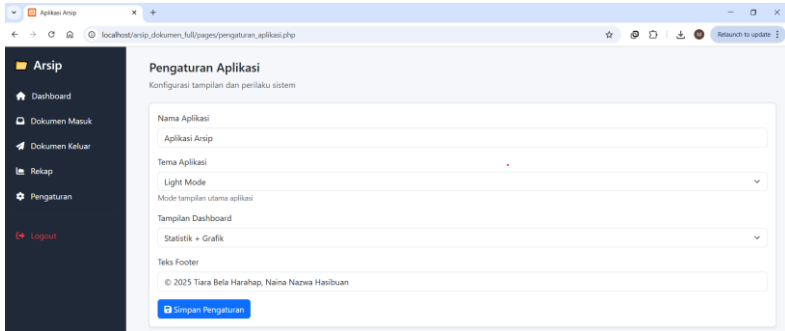 Aplikasi Arsip
localhost/arsip_dokumen_full/pages/pengaturan_aplikasi.php
Relaunch to update
Arsip
Dashboard
Dokumen Masuk
Dokumen Keluar
Rekap
Pengaturan
Logout
Pengaturan Aplikasi
Konfigurasi tampilan dan perilaku sistem
Nama Aplikasi
Aplikasi Arsip
Tema Aplikasi
Light Mode
Mode tampilan utama aplikasi
Tampilan Dashboard
Statistik + Grafik
Teks Footer
© 2025 Tiara Bela Harahap, Naina Nazwa Hasibuan
Simpan Pengaturan